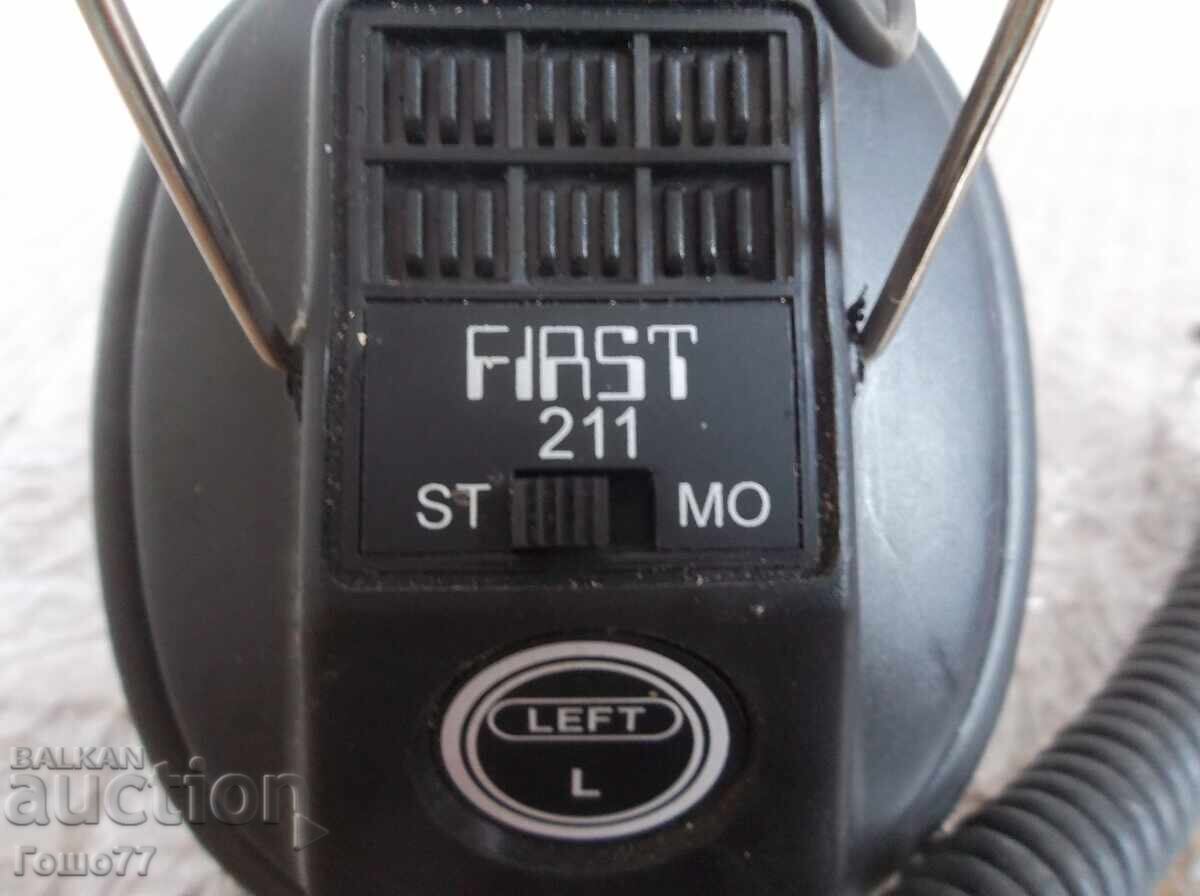 FIRST
211
ST MO
LEFT
L
BALKAN
auction
Гошо77